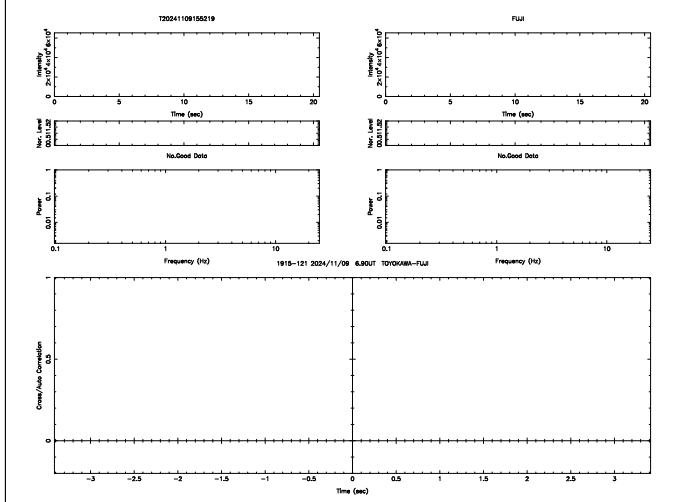 T20241109155219 FUJI
Intensity 0 2×10⁴ 4×10⁴ 6×10⁴
Intensity 0 2×10⁴ 4×10⁴ 6×10⁴
0 5 10 15 20
0 5 10 15 20
Time (sec) Time (sec)
Nor. Level 00.511.52
Nor. Level 00.511.52
No.Good Data No.Good Data
Power 0.01 0.1 1
Power 0.01 0.1 1
0.1 1 10
0.1 1 10
Frequency (Hz) Frequency (Hz)
1915-121 2024/11/09 6.90UT TOYOKAWA-FUJI
Cross/Auto Correlation 0 0.5 1
-3 -2.5 -2 -1.5 -1 -0.5 0 0.5 1 1.5 2 2.5 3
Time (sec)